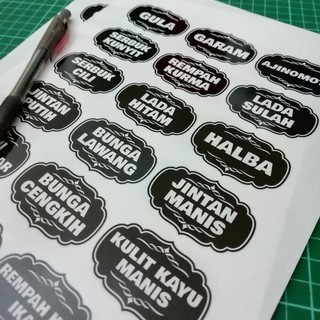 GULA
GARAM
AJINOMO
SERBUK
KUNYIT
REMPAH
KURMA
LADA
SULAH
SERBUK
CILI
LADA
HITAM
HALBA
JINTAN
PUTIH
BUNGA
LAWANG
JINTAN
MANIS
BUNGA
CENGKIH
KULIT KAYU
MANIS
REMPAH